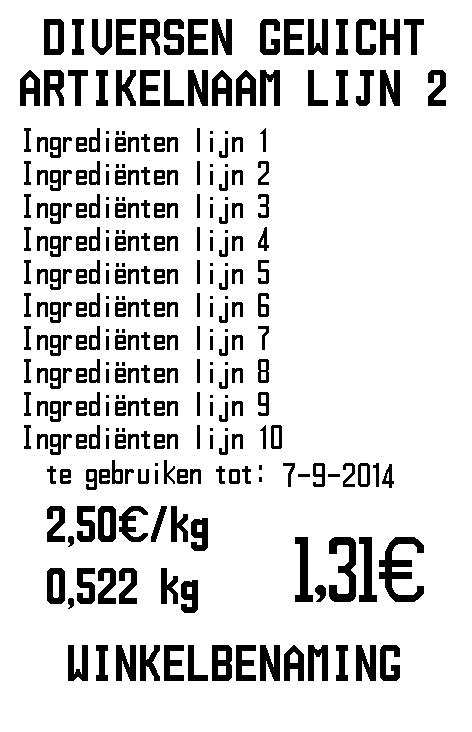 DIVERSEN GEWICHT
ARTIKELNAAM LIJN 2
Ingrediënten lijn 1
Ingrediënten lijn 2
Ingrediënten lijn 3
Ingrediënten lijn 4
Ingrediënten lijn 5
Ingrediënten lijn 6
Ingrediënten lijn 7
Ingrediënten lijn 8
Ingrediënten lijn 9
Ingrediënten lijn 10
te gebruiken tot: 7-9-2014
2,50€/kg
0,522 kg
1,31€
WINKELBENAMING